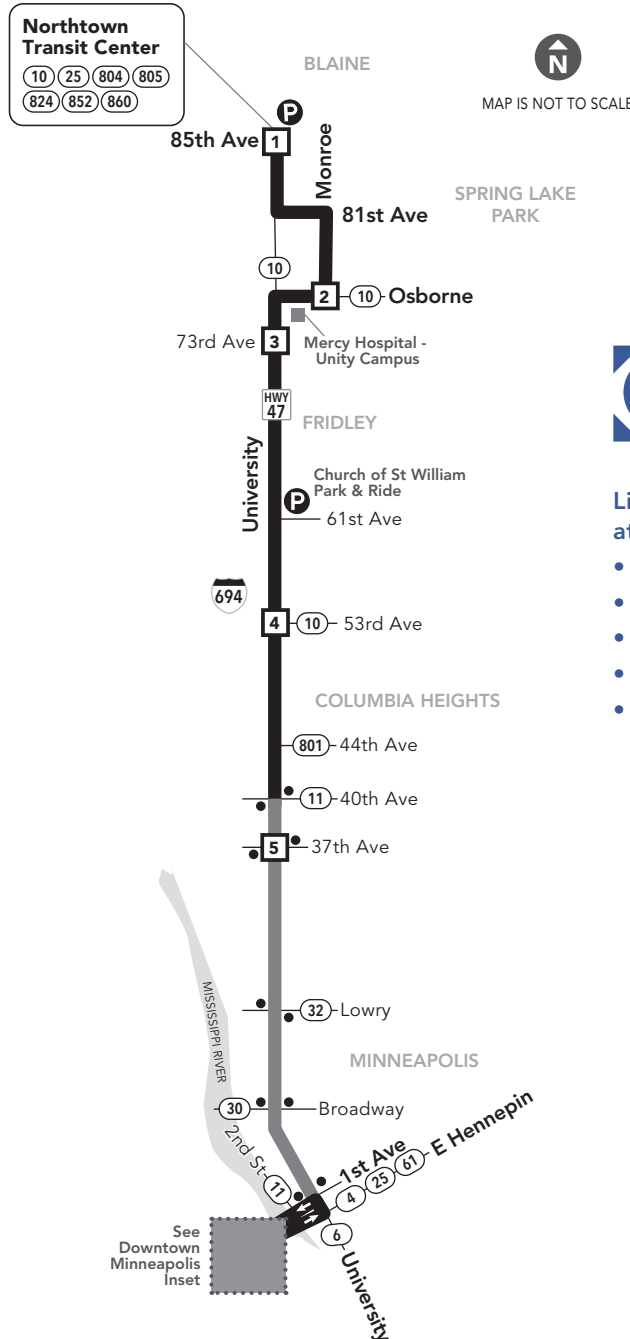 Northtown
Transit Center
10 25 804 805
824 852 860
BLAINE
N
MAP IS NOT TO SCALE
P
85th Ave
1
Monroe
SPRING LAKE
PARK
81st Ave
10
2
10
Osborne
73rd Ave
3
Mercy Hospital -
Unity Campus
HWY
47
FRIDLEY
University
Church of St William
Park & Ride
P
61st Ave
694
4
10
53rd Ave
COLUMBIA HEIGHTS
801
44th Ave
11
40th Ave
5
37th Ave
MISSISSIPPI RIVER
32
Lowry
MINNEAPOLIS
30
Broadway
2nd St
11
1st Ave
4 25 61
E Hennepin
6
University
See
Downtown
Minneapolis
Inset
Li
at